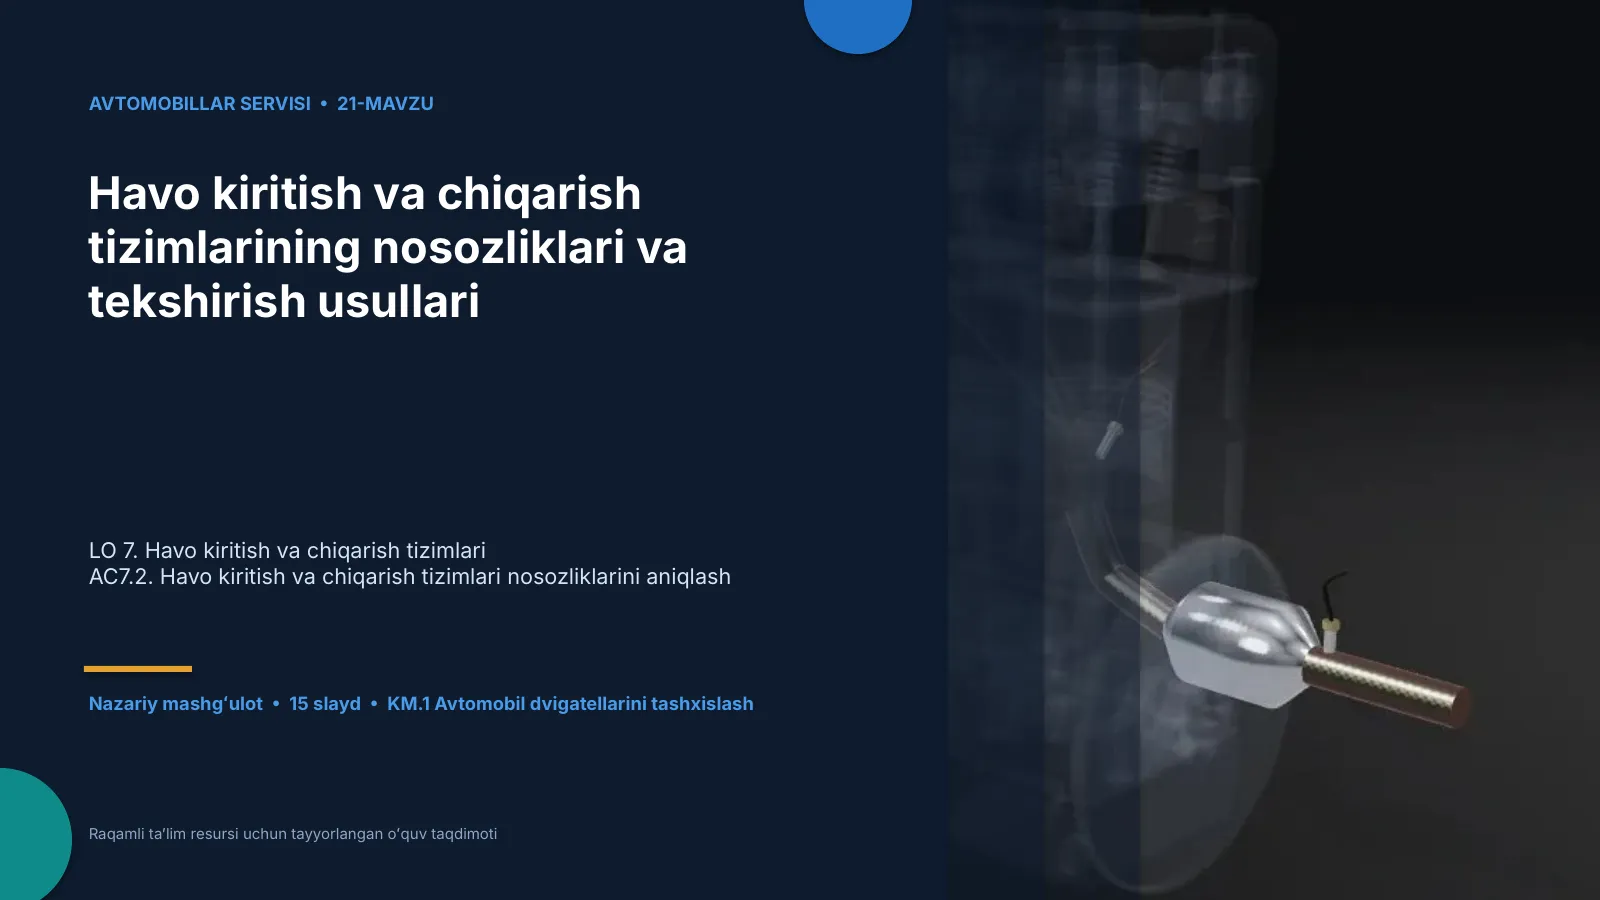 AVTOMOBILLAR SERVISI • 21-MAVZU
Havo kiritish va chiqarish
tizimlarining nosozliklari va
tekshirish usullari
LO 7. Havo kiritish va chiqarish tizimlari
AC7.2. Havo kiritish va chiqarish tizimlari nosozliklarini aniqlash
Nazariy mashgʻulot • 15 slayd • KM.1 Avtomobil dvigatellarini tashxislash
Raqamli taʼlim resursi uchun tayyorlangan oʻquv taqdimoti